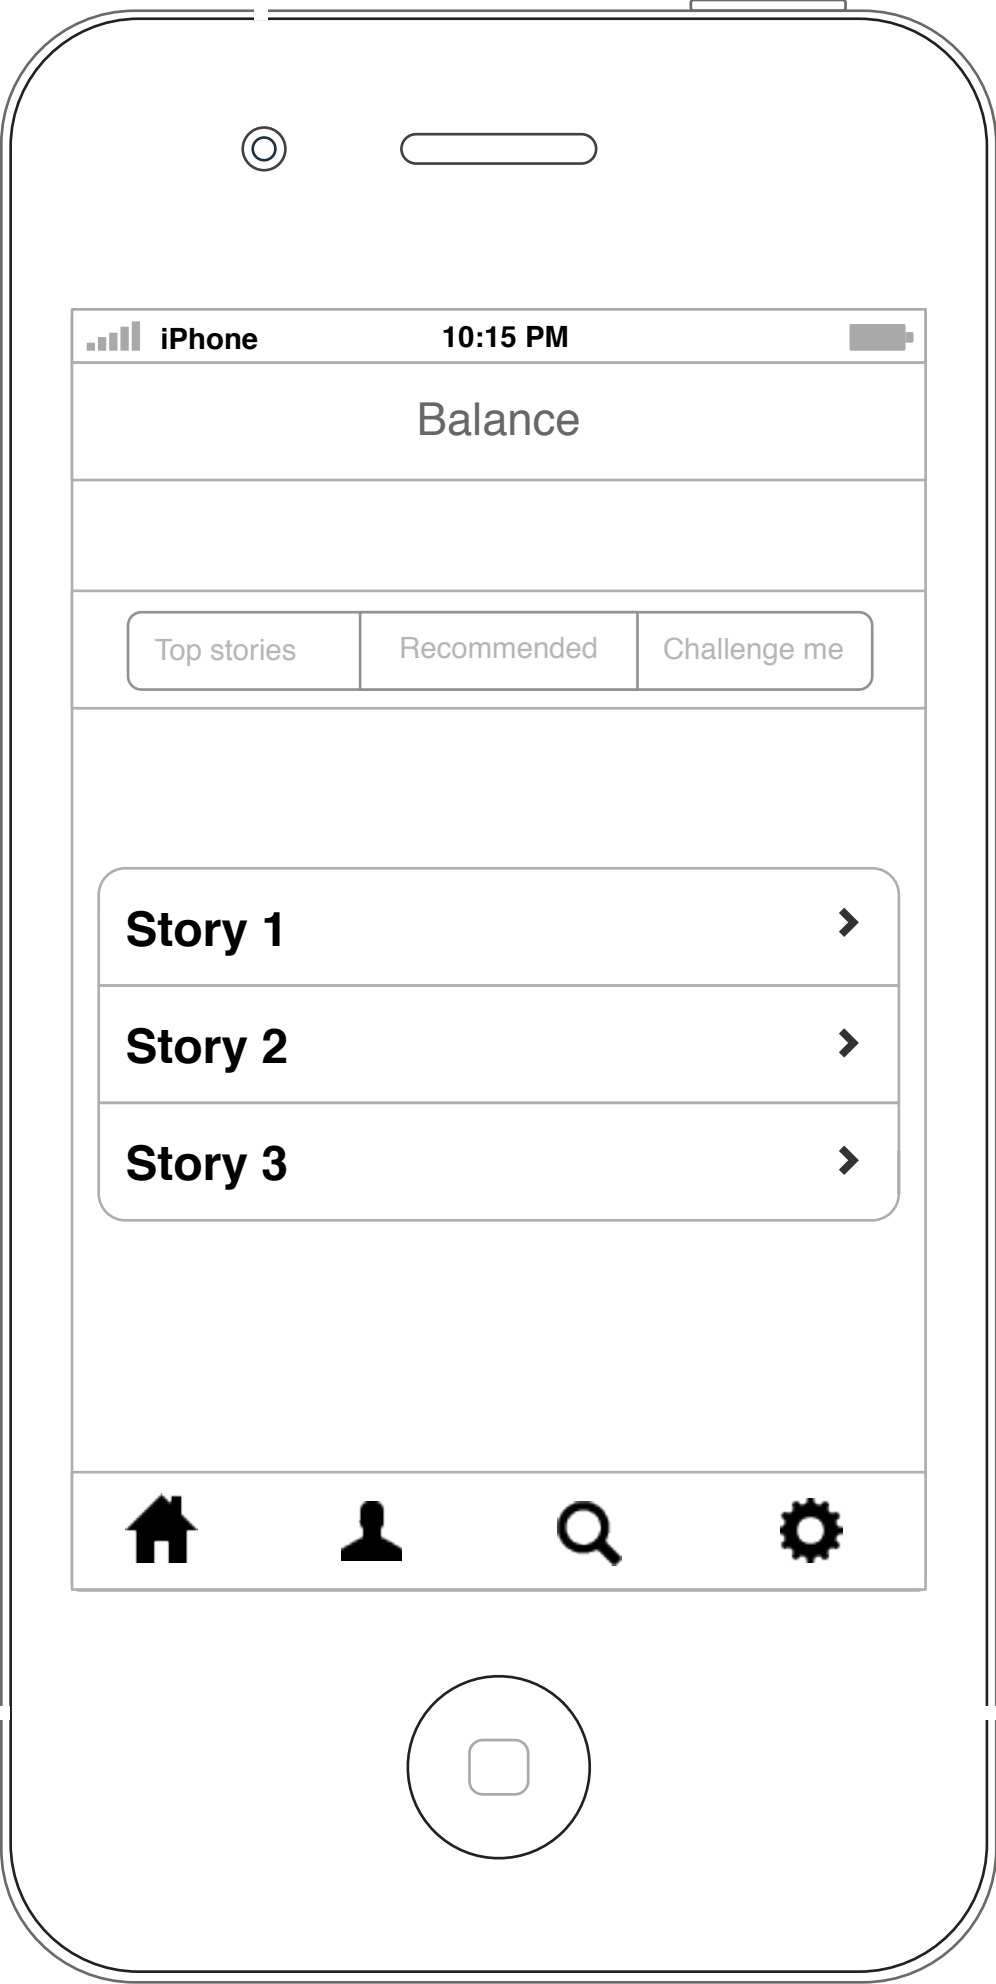 iPhone 10:15 PM
Balance
Top stories Recommended Challenge me
Story 1
Story 2
Story 3